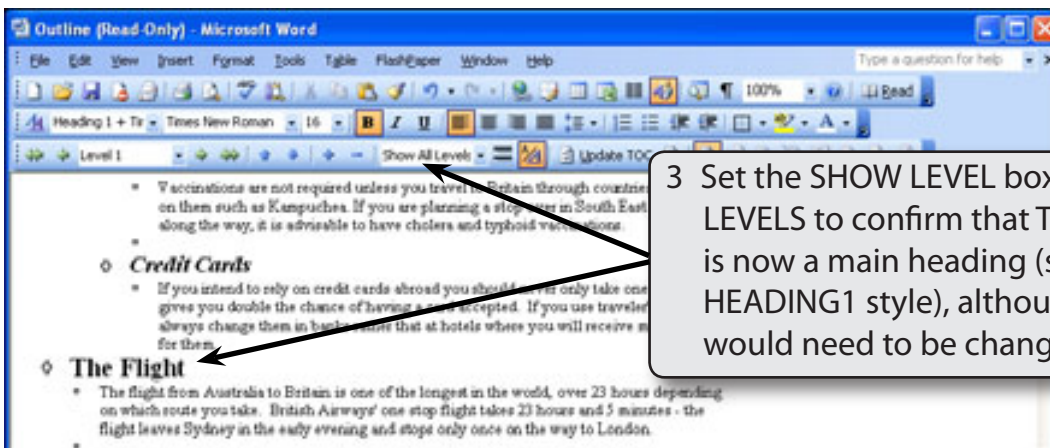 Outline (Read-Only) - Microsoft Word
File Edit View Insert Format Tools Table FlashPaper Window Help Type a question for help
100% Read
Heading 1 + Tir Times New Roman 16 B I U A
Level 1 Show All Levels Update TOC
Vaccinations are not required unless you travel to Britain through countries
on them such as Kampuchea. If you are planning a stop over in South East
along the way, it is advisable to have cholera and typhoid vaccinations.
Credit Cards
If you intend to rely on credit cards abroad you should never only take one
gives you double the chance of having a card accepted. If you use traveler'
always change them in banks rather that at hotels where you will receive
for them.
The Flight
The flight from Australia to Britain is one of the longest in the world, over 23 hours depending
on which route you take. British Airways' one stop flight takes 23 hours and 5 minutes - the
flight leaves Sydney in the early evening and stops only once on the way to London.
3 Set the SHOW LEVEL box
LEVELS to confirm that T
is now a main heading (s
HEADING1 style), althou
would need to be chang